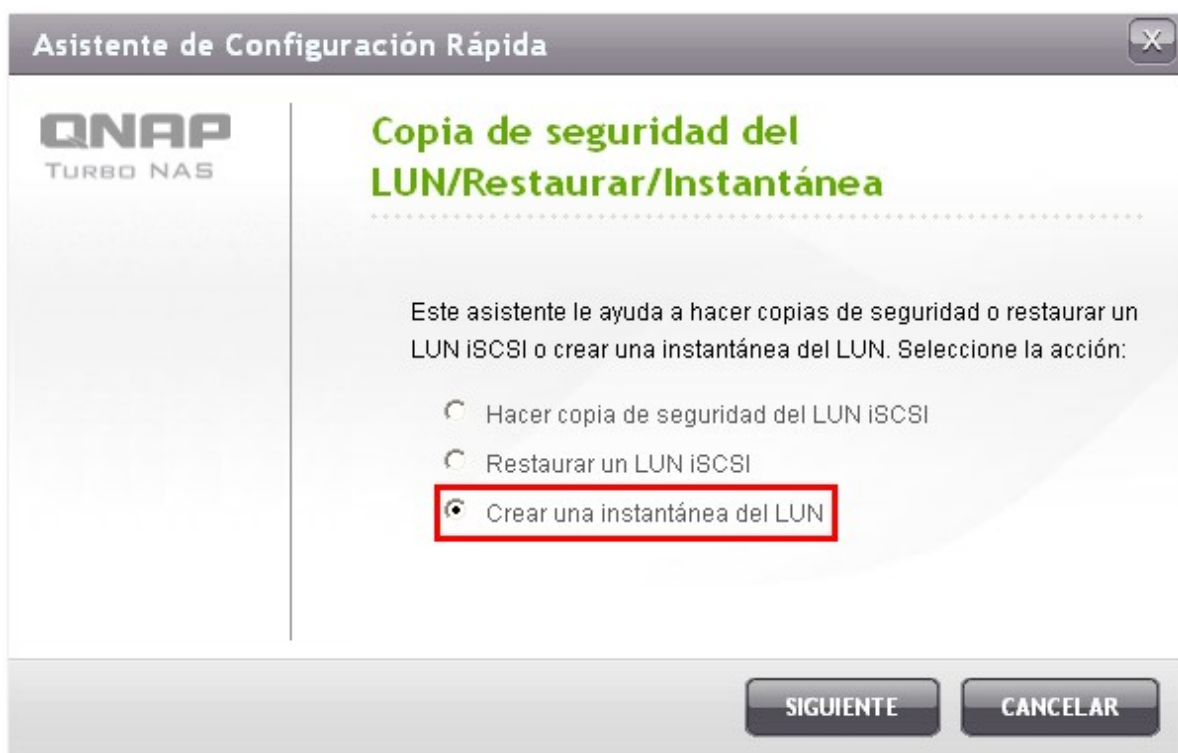 Asistente de Configuración Rápida
X
QNAP
TURBO NAS
Copia de seguridad del
LUN/Restaurar/Instantánea
Este asistente le ayuda a hacer copias de seguridad o restaurar un
LUN iSCSI o crear una instantánea del LUN. Seleccione la acción:
Hacer copia de seguridad del LUN iSCSI
Restaurar un LUN iSCSI
Crear una instantánea del LUN
SIGUIENTE
CANCELAR